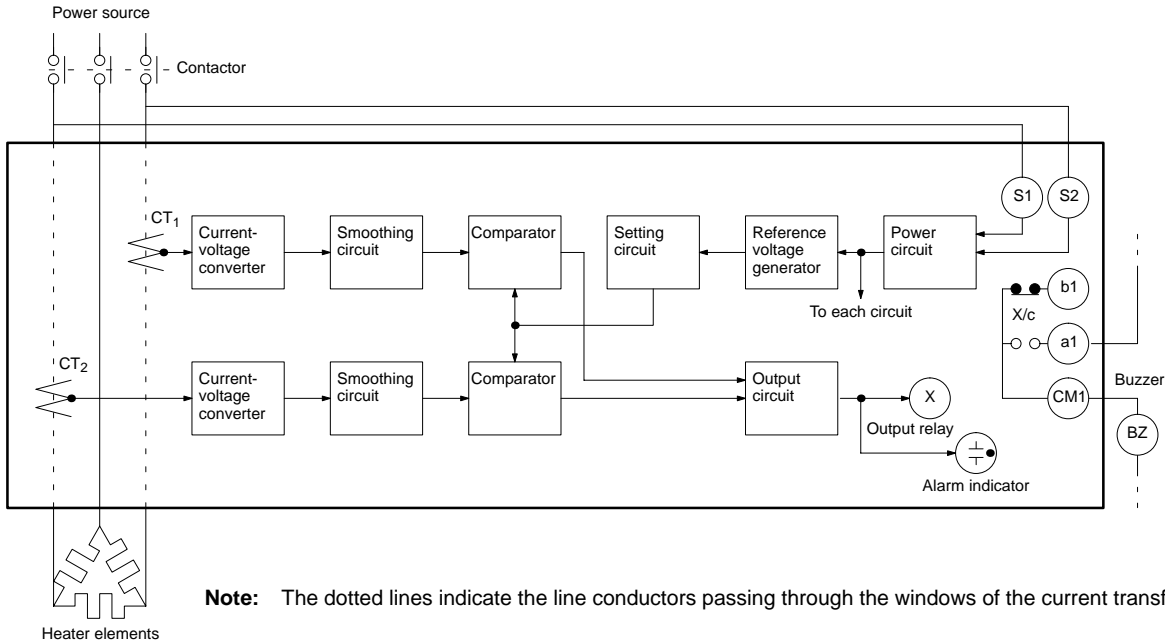 Power source
Contactor
S1
S2
CT1
Current-
voltage
converter
Smoothing
circuit
Comparator
Setting
circuit
Reference
voltage
generator
Power
circuit
b1
X/c
To each circuit
a1
CT2
Current-
voltage
converter
Smoothing
circuit
Comparator
Output
circuit
X
Output relay
CM1
Buzzer
BZ
Alarm indicator
Note: The dotted lines indicate the line conductors passing through the windows of the current
Heater elements